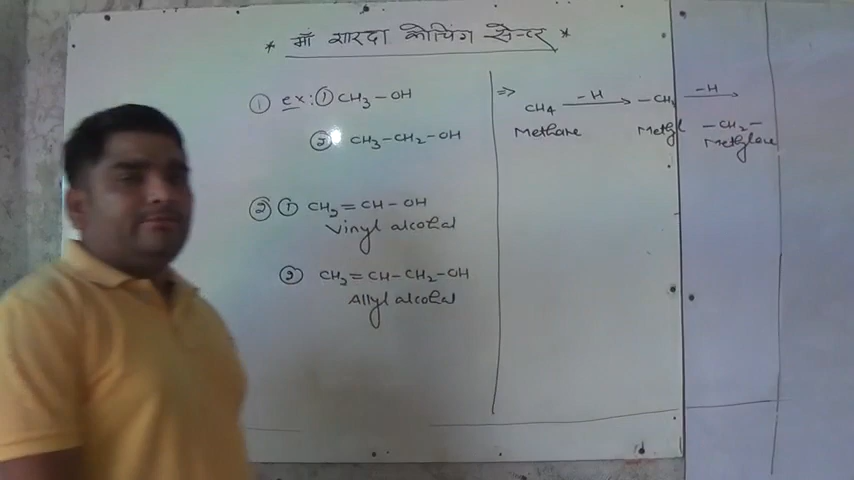 * माँ शारदा कोचिंग सेन्टर *
① ex:① CH₃-OH
② CH₃-CH₂-OH
② ① CH₂=CH-OH
Vinyl alcohol
② CH₂=CH-CH₂-OH
Allyl alcohol
⇒ CH₄ -H → -CH₃ -H →
Methane Methyl
-CH₂-
Methylene